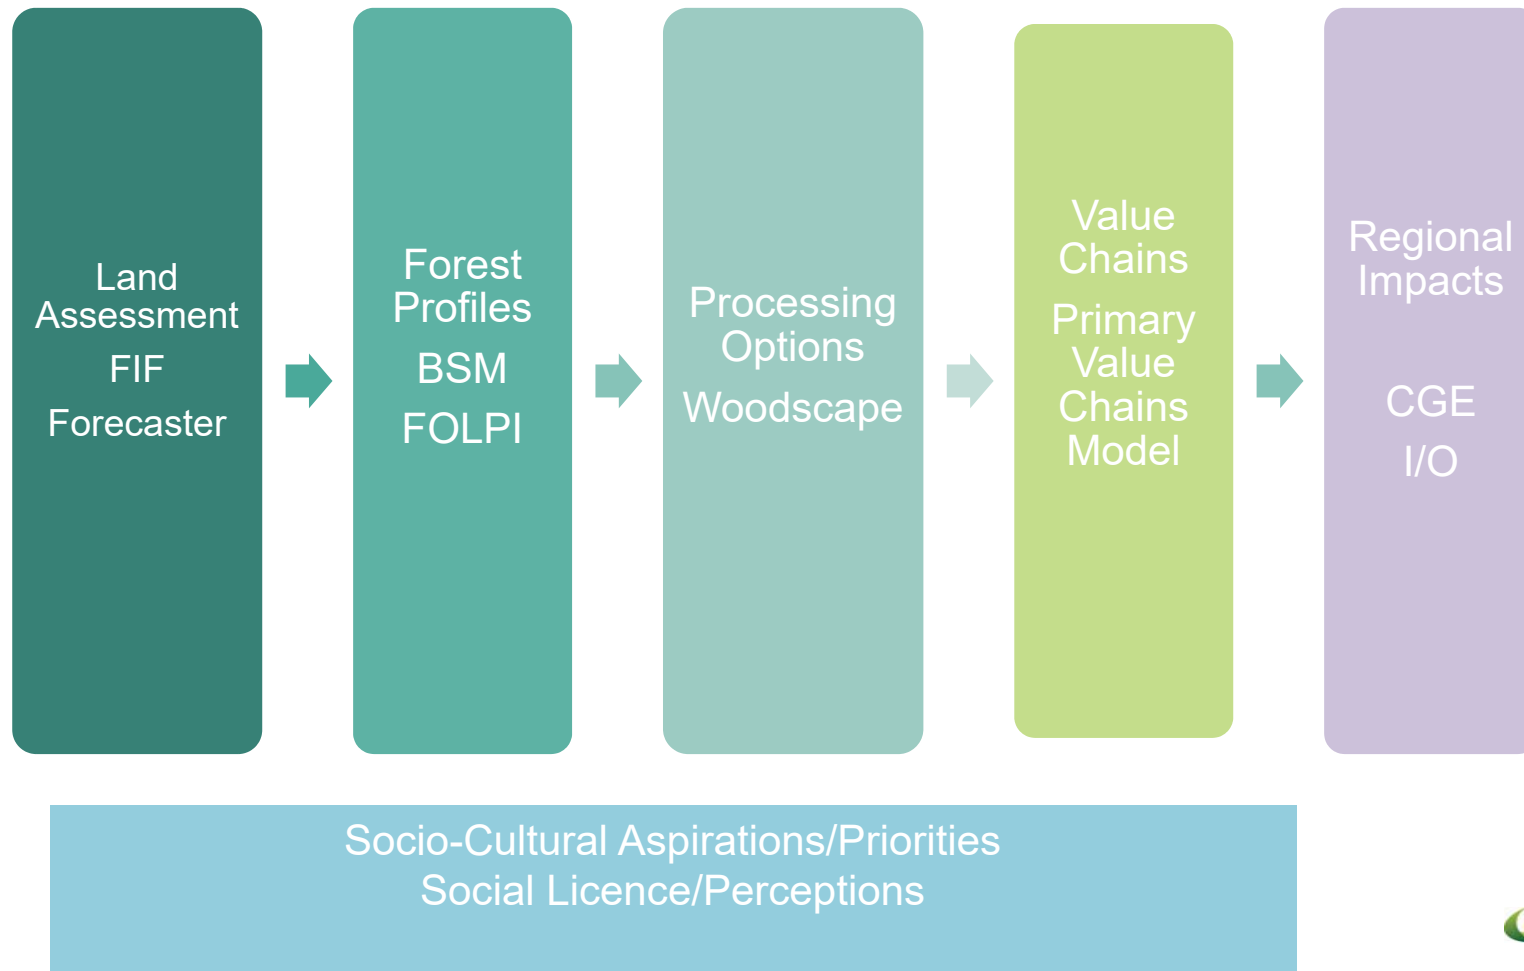 Land
Assessment
FIF
Forecaster
Forest
Profiles
BSM
FOLPI
Processing
Options
Woodscape
Value
Chains
Primary
Value
Chains
Model
Regional
Impacts
CGE
I/O
Socio-Cultural Aspirations/Priorities
Social Licence/Perceptions